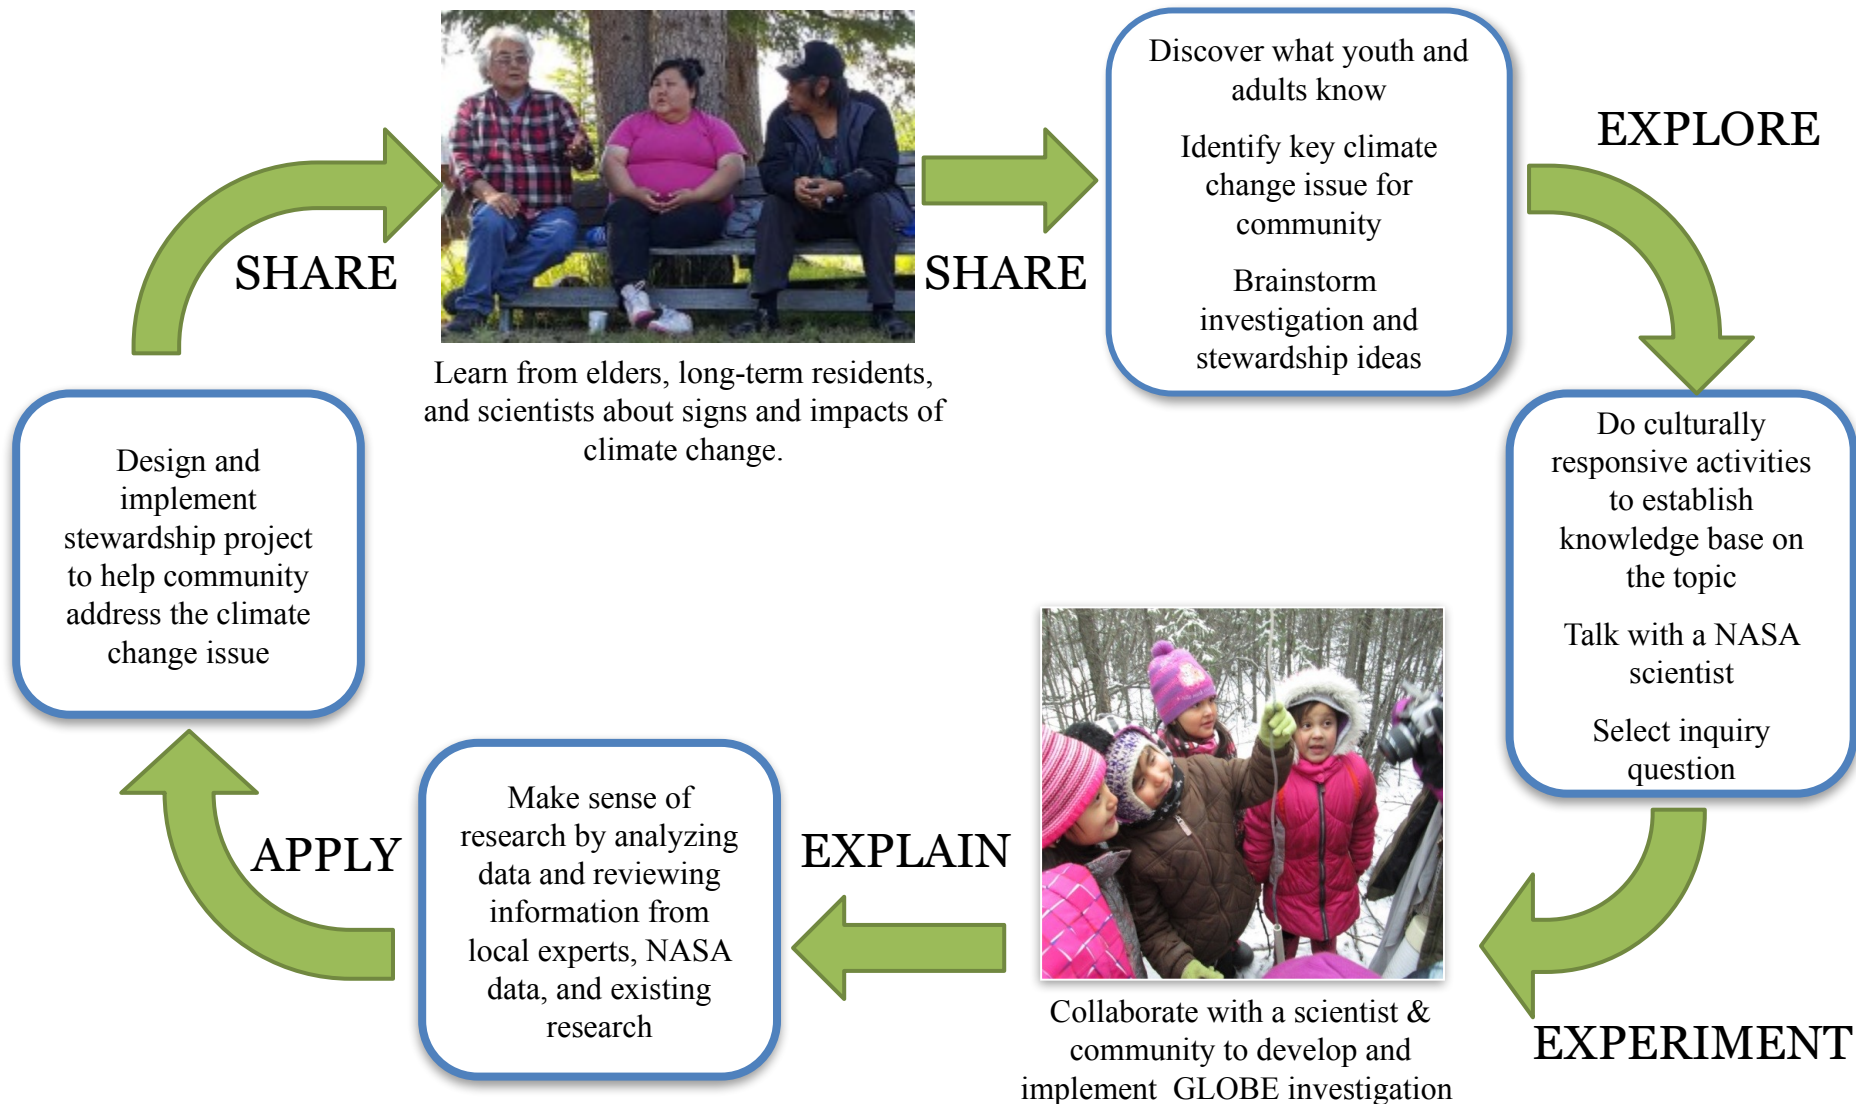 SHARE
Learn from elders, long-term residents,
and scientists about signs and impacts of
climate change.
SHARE
Discover what youth and
adults know
Identify key climate
change issue for
community
Brainstorm
investigation and
stewardship ideas
EXPLORE
Do culturally
responsive activities
to establish
knowledge base on
the topic
Talk with a NASA
scientist
Select inquiry
question
EXPERIMENT
Collaborate with a scientist &
community to develop and
implement GLOBE investigation
EXPLAIN
Make sense of
research by analyzing
data and reviewing
information from
local experts, NASA
data, and existing
research
APPLY
Design and
implement
stewardship project
to help community
address the climate
change issue